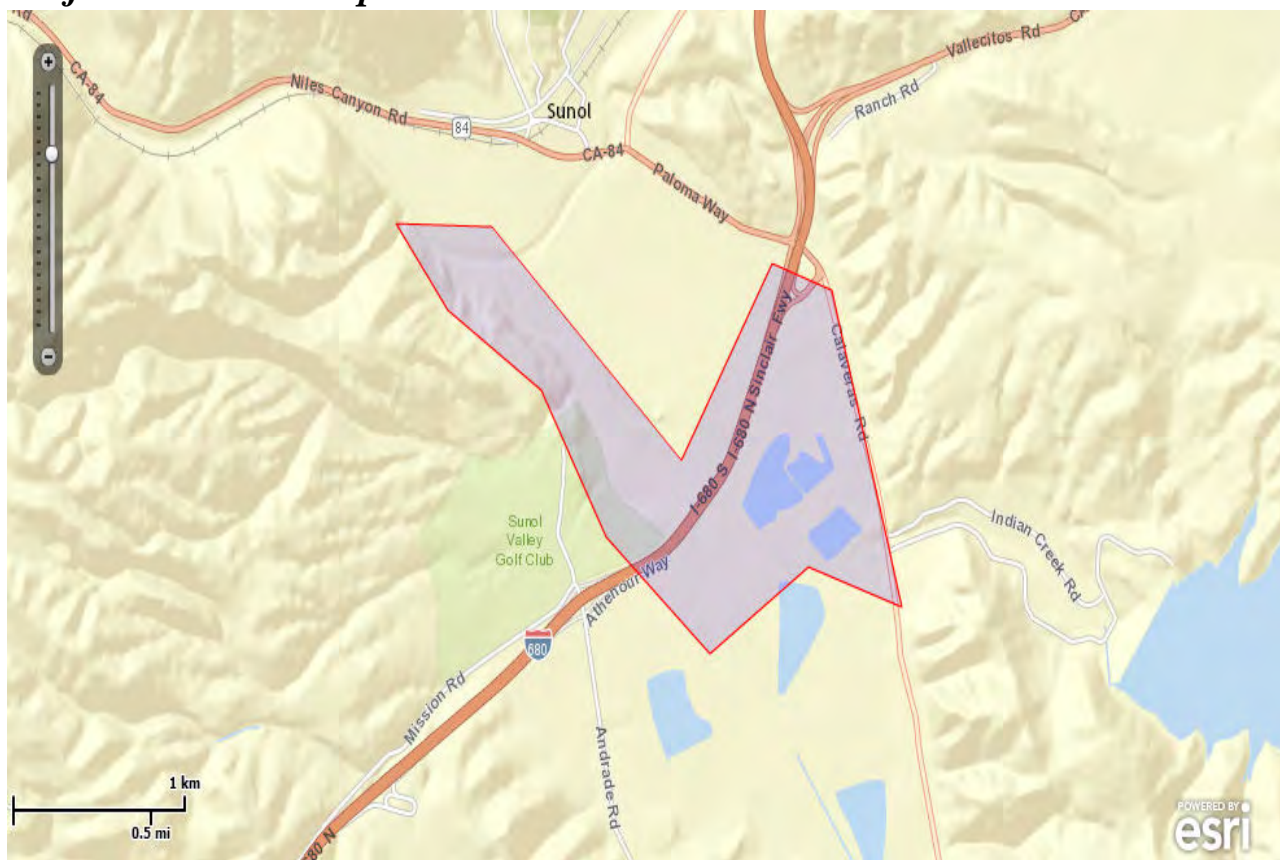 CA-84
Niles Canyon Rd
84
Sunol
CA-84
Paloma Way
Vallecitos Rd
Ranch Rd
I-680 S
I-680 N Sinclair Fwy
Calaveras Rd
Sunol
Valley
Golf Club
Athenour Way
Indian Creek Rd
680
Mission Rd
Andrade Rd
1 km
0.5 mi
POWERED BY
esri